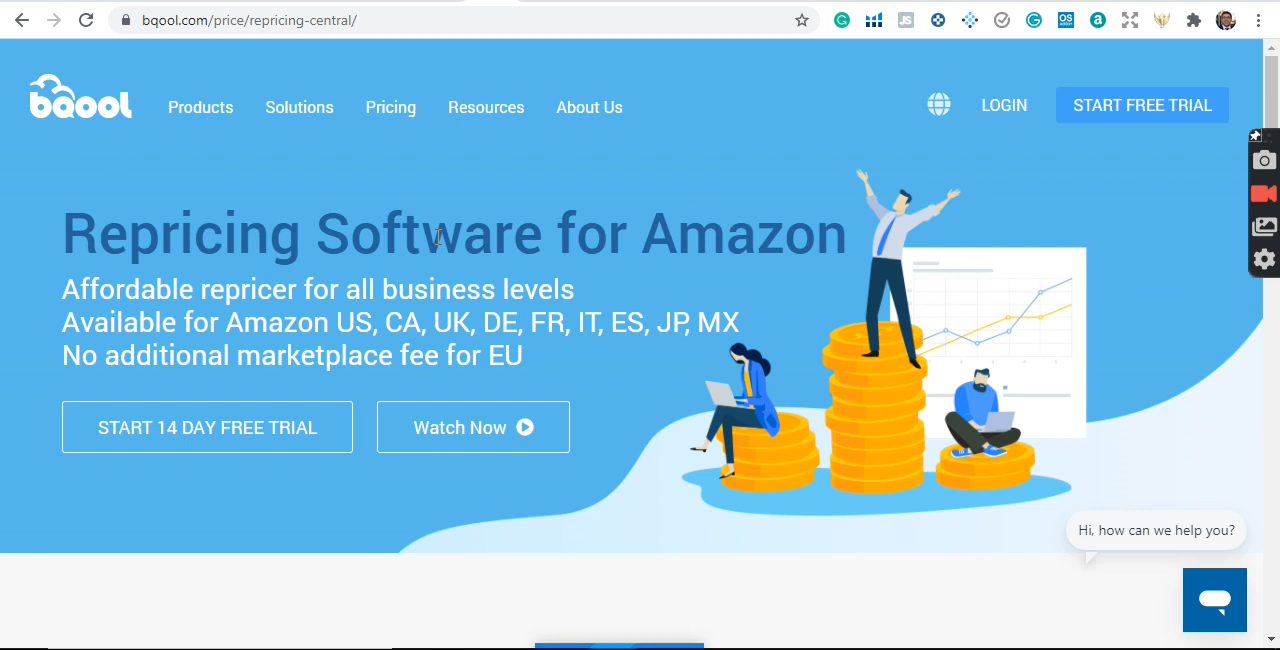 bqool.com/price/repricing-central/
bqool
Products
Solutions
Pricing
Resources
About Us
LOGIN
START FREE TRIAL
Repricing Software for Amazon
Affordable repricer for all business levels
Available for Amazon US, CA, UK, DE, FR, IT, ES, JP, MX
No additional marketplace fee for EU
START 14 DAY FREE TRIAL
Watch Now
Hi, how can we help you?